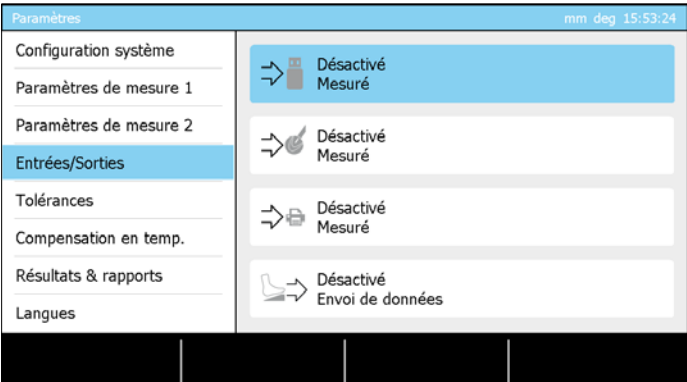 Paramètres
mm deg 15:53:24
Configuration système
Paramètres de mesure 1
Paramètres de mesure 2
Entrées/Sorties
Tolérances
Compensation en temp.
Résultats & rapports
Langues
Désactivé
Mesuré
Désactivé
Mesuré
Désactivé
Mesuré
Désactivé
Envoi de données